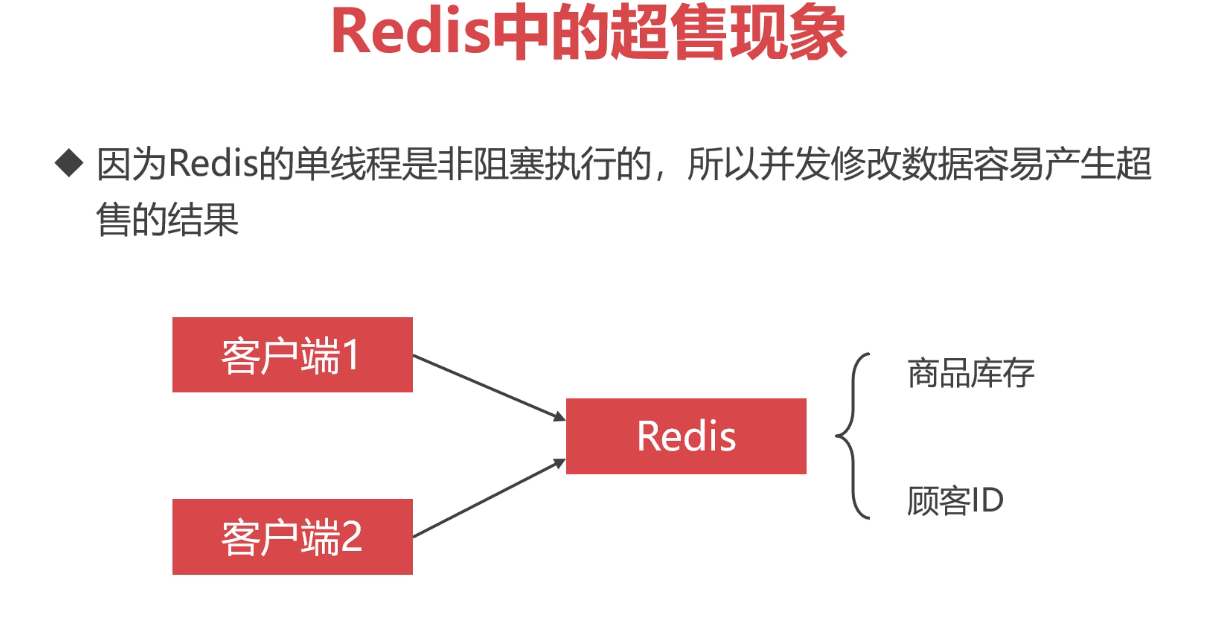 Redis中的超售现象
因为Redis的单线程是非阻塞执行的，所以并发修改数据容易产生超
售的结果
客户端1
商品库存
Redis
顾客ID
客户端2